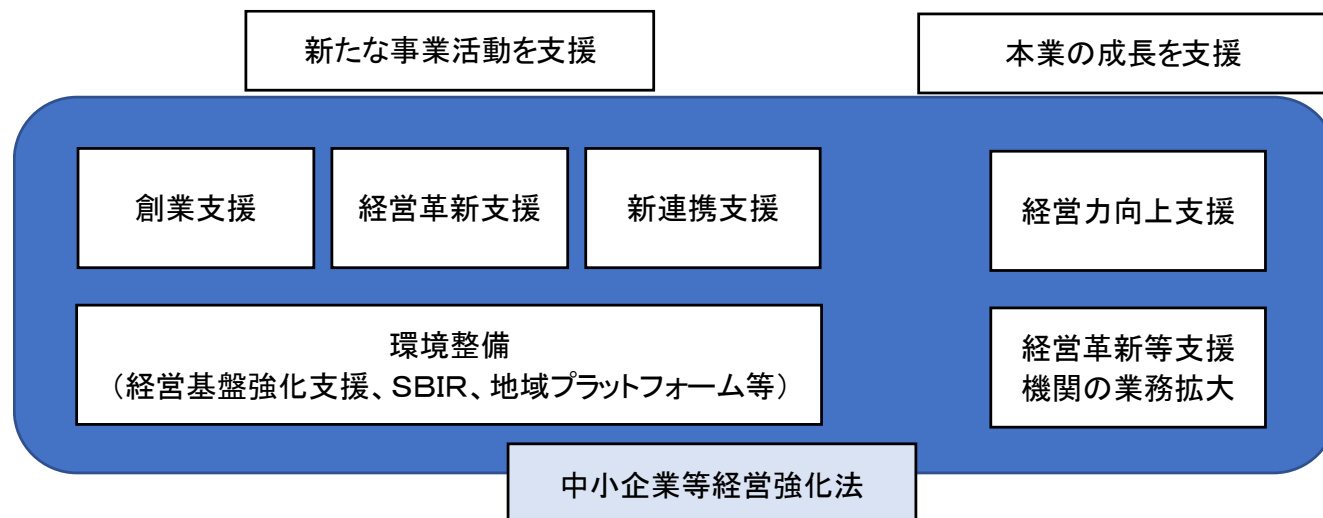 新たな事業活動を支援
本業の成長を支援
創業支援
経営革新支援
新連携支援
経営力向上支援
環境整備
（経営基盤強化支援、SBIR、地域プラットフォーム等）
経営革新等支援
機関の業務拡大
中小企業等経営強化法